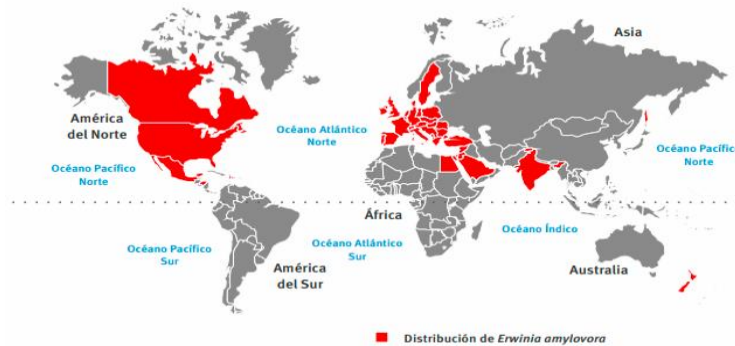 Asia
América
del Norte
Océano Atlántico
Norte
Océano Pacífico
Norte
Océano Pacífico
Norte
África
Océano Índico
Océano Pacífico
Sur
Océano Atlántico
Sur
América
del Sur
Australia
Distribución de Erwinia amylovora